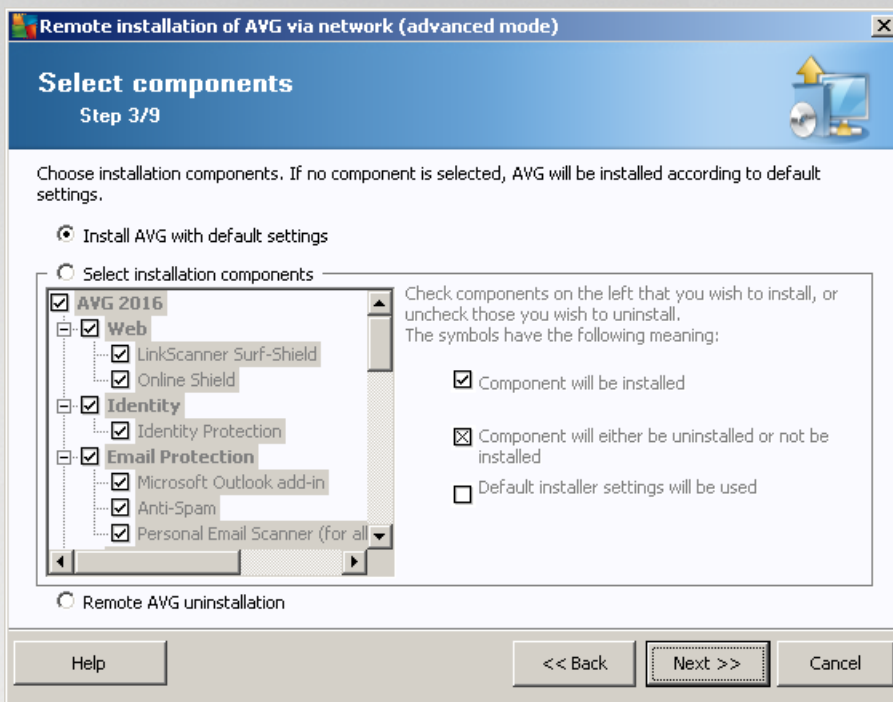 Remote installation of AVG via network (advanced mode)
Select components
Step 3/9
Choose installation components. If no component is selected, AVG will be installed according to default
settings.
Install AVG with default settings
Select installation components
AVG 2016
Web
LinkScanner Surf-Shield
Online Shield
Identity
Identity Protection
Email Protection
Microsoft Outlook add-in
Anti-Spam
Personal Email Scanner (for all
Check components on the left that you wish to install, or
uncheck those you wish to uninstall.
The symbols have the following meaning:
Component will be installed
Component will either be uninstalled or not be
installed
Default installer settings will be used
Remote AVG uninstallation
Help
<< Back
Next >>
Cancel